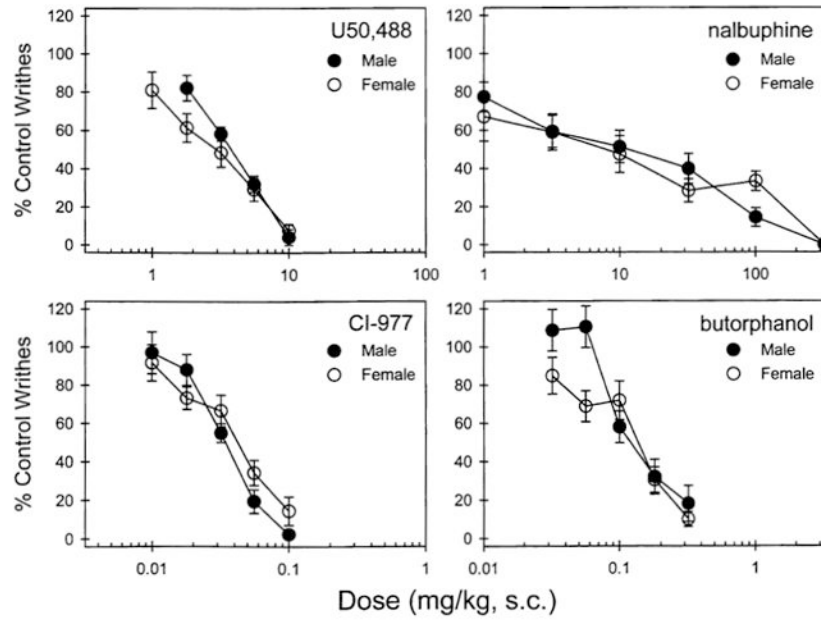 U50,488
Male
Female
% Control Writhes
120
100
80
60
40
20
0
1
10
100
nalbuphine
Male
Female
120
100
80
60
40
20
0
1
10
100
CI-977
Male
Female
% Control Writhes
120
100
80
60
40
20
0
0.01
0.1
1
butorphanol
Male
Female
120
100
80
60
40
20
0
0.01
0.1
1
Dose (mg/kg, s.c.)